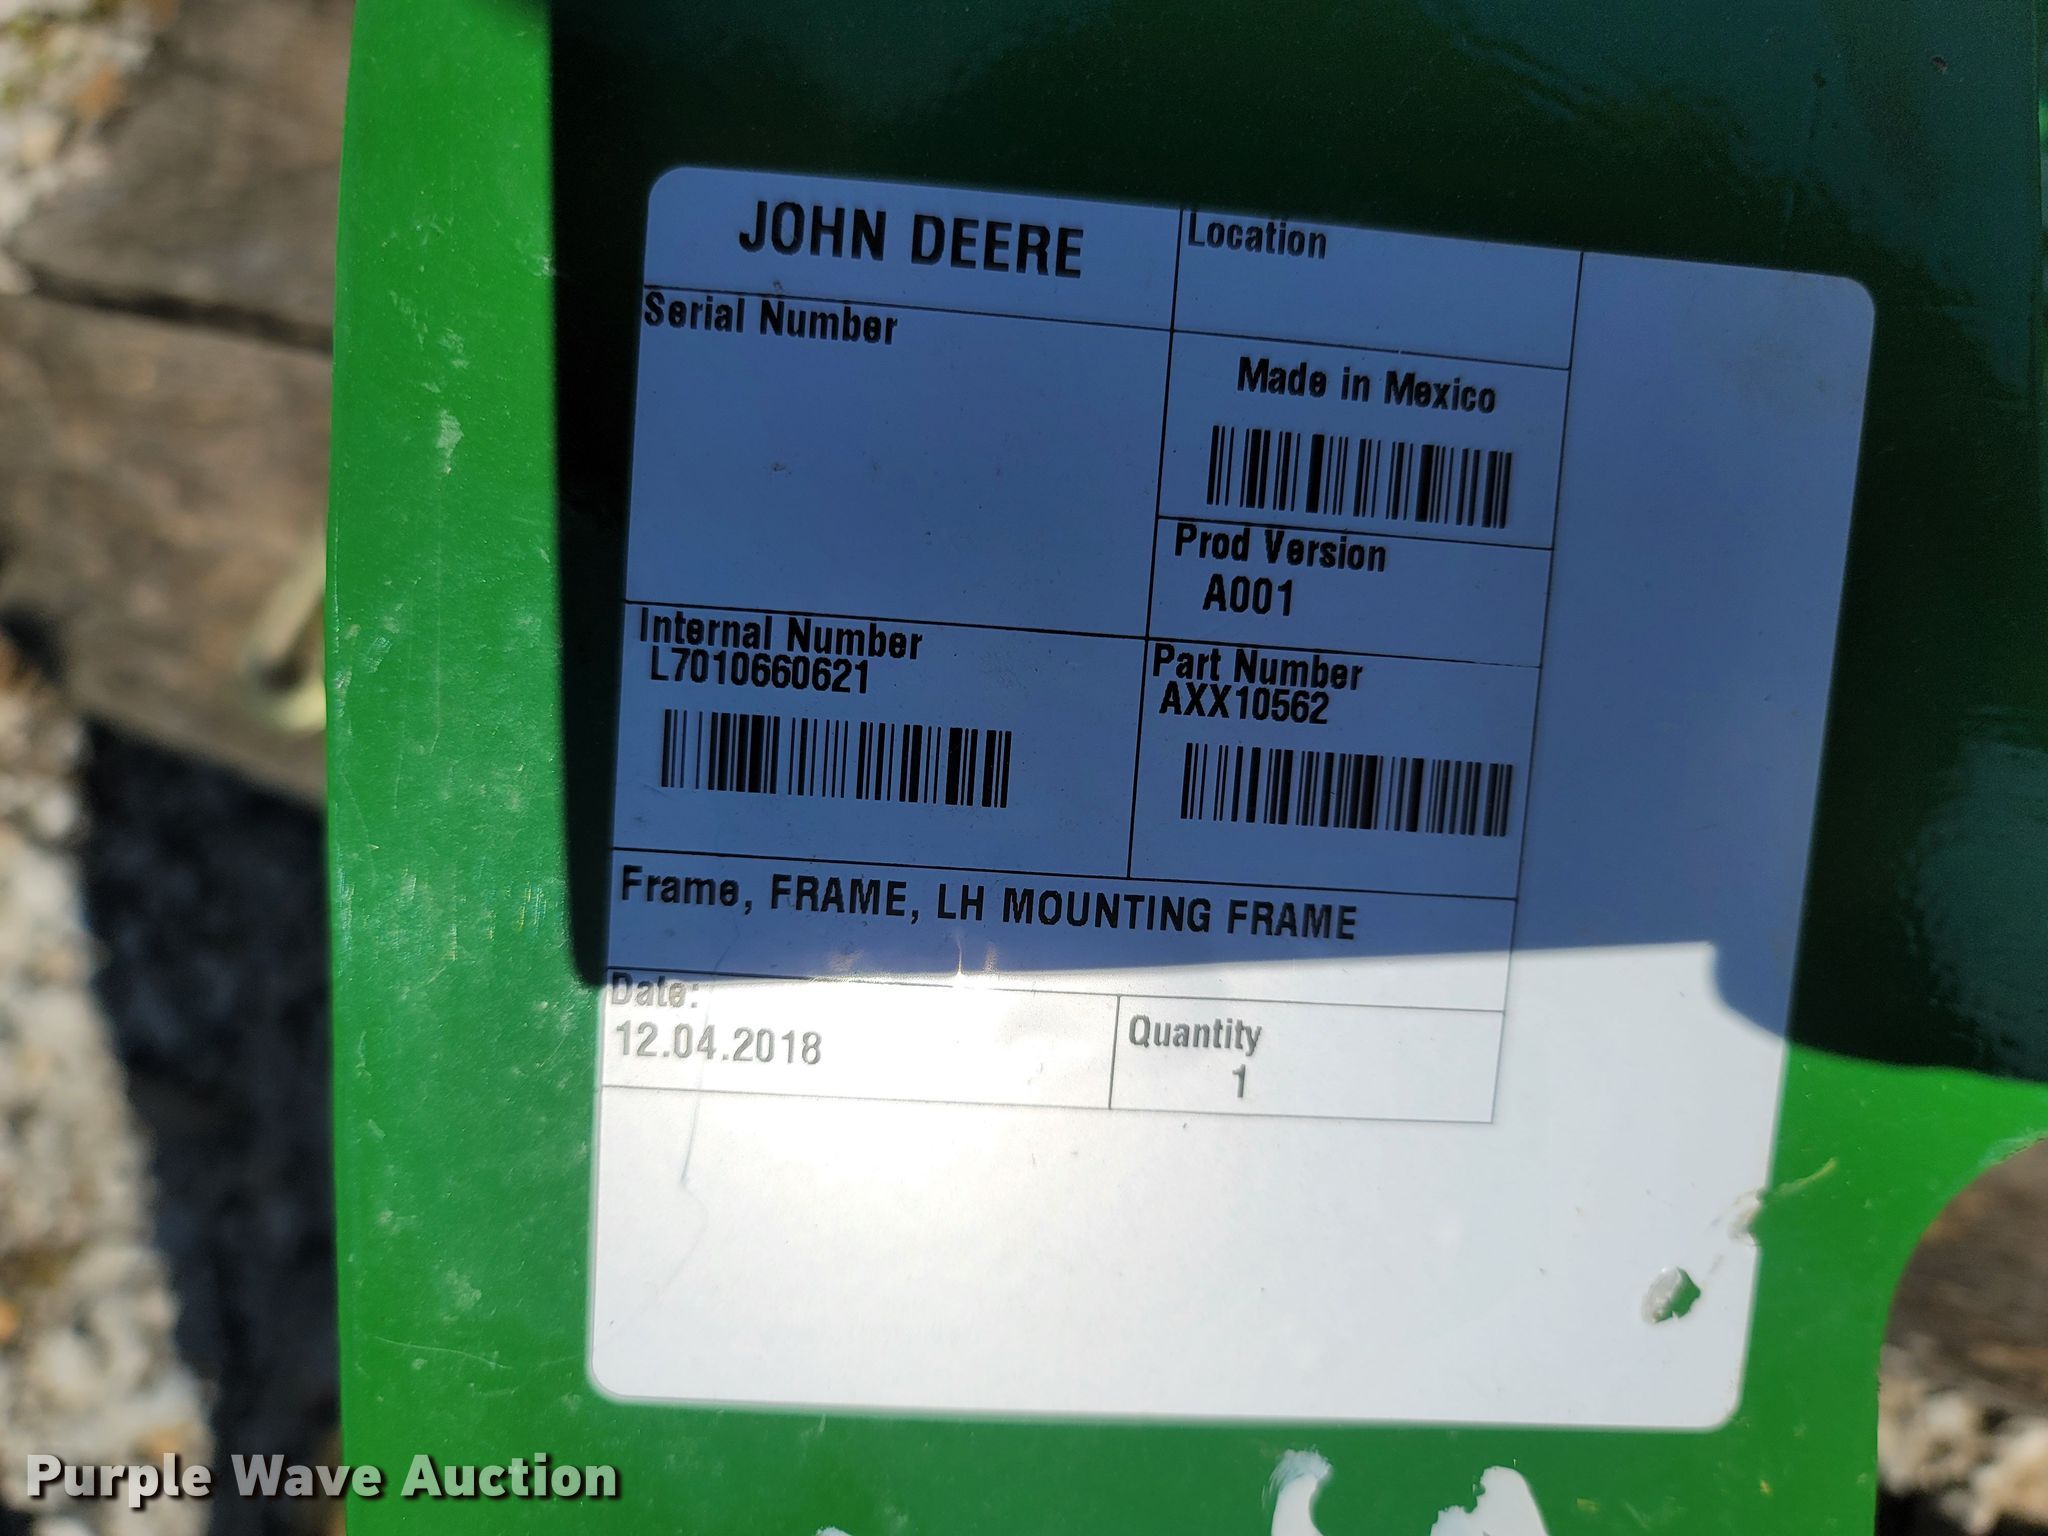 JOHN DEERE
Location
Serial Number
Made in Mexico
Prod Version
A001
Internal Number
L7010660621
Part Number
AXX10562
Frame, FRAME, LH MOUNTING FRAME
Date:
12.04.2018
Quantity
1
Purple Wave Auction